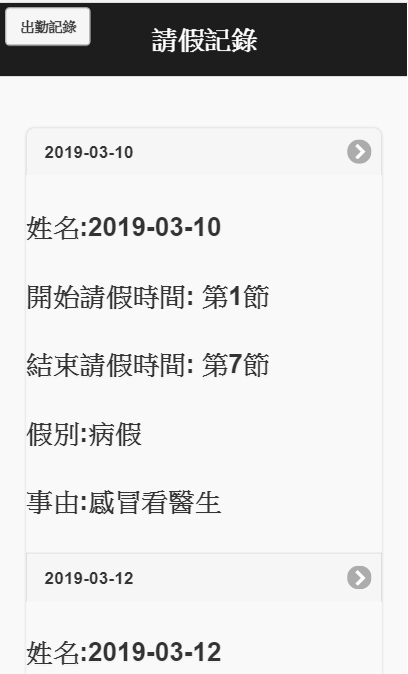 出勤記錄
請假記錄
2019-03-10
姓名:2019-03-10
開始請假時間: 第1節
結束請假時間: 第7節
假別:病假
事由:感冒看醫生
2019-03-12
姓名:2019-03-12